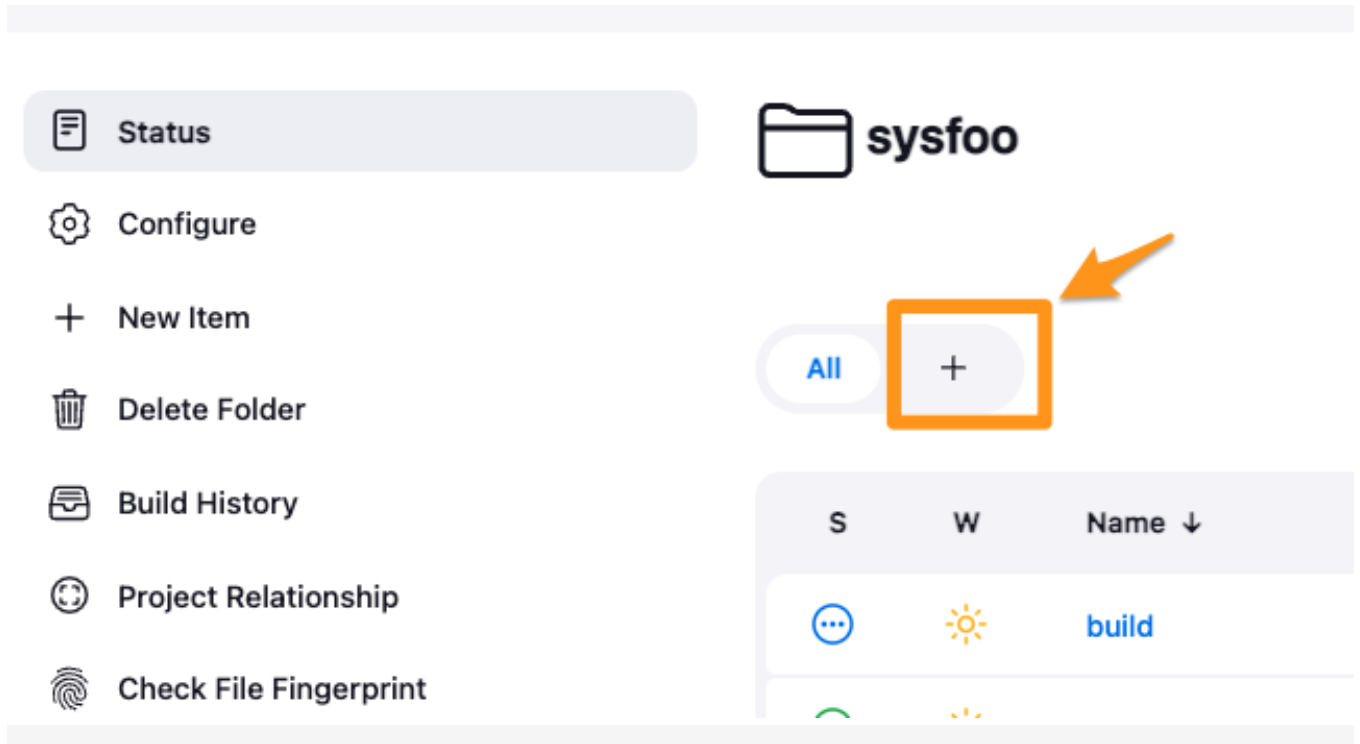 Status
Configure
New Item
Delete Folder
Build History
Project Relationship
Check File Fingerprint
sysfoo
All +
S W Name ↓
build